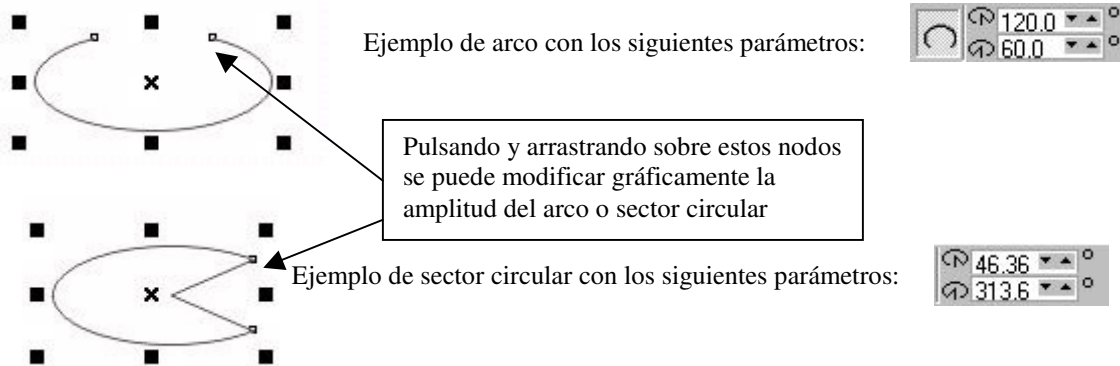 Ejemplo de arco con los siguientes parámetros:
120.0 °
60.0 °
Pulsando y arrastrando sobre estos nodos
se puede modificar gráficamente la
amplitud del arco o sector circular
Ejemplo de sector circular con los siguientes parámetros:
46.36 °
313.6 °